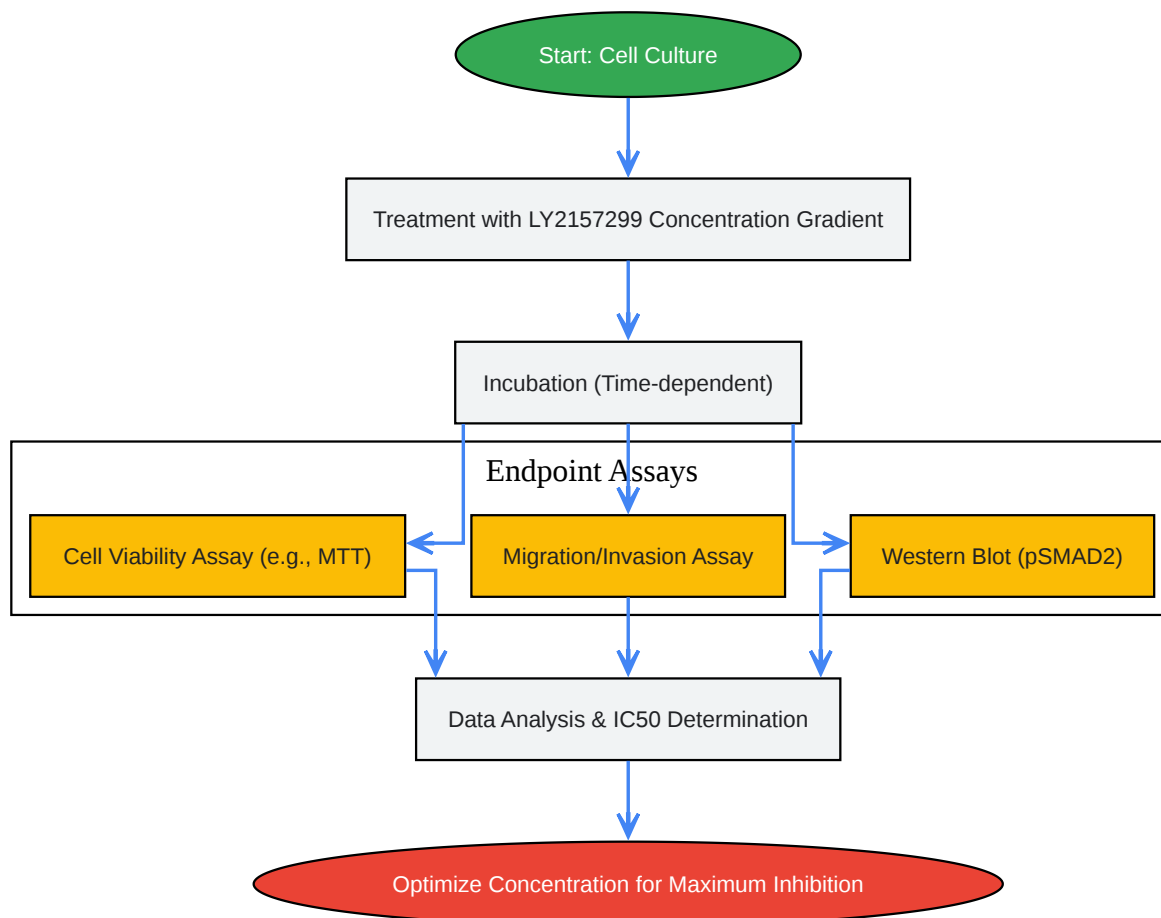 Start: Cell Culture
Treatment with LY2157299 Concentration Gradient
Incubation (Time-dependent)
Endpoint Assays
Cell Viability Assay (e.g., MTT)
Migration/Invasion Assay
Western Blot (pSMAD2)
Data Analysis & IC50 Determination
Optimize Concentration for Maximum Inhibition